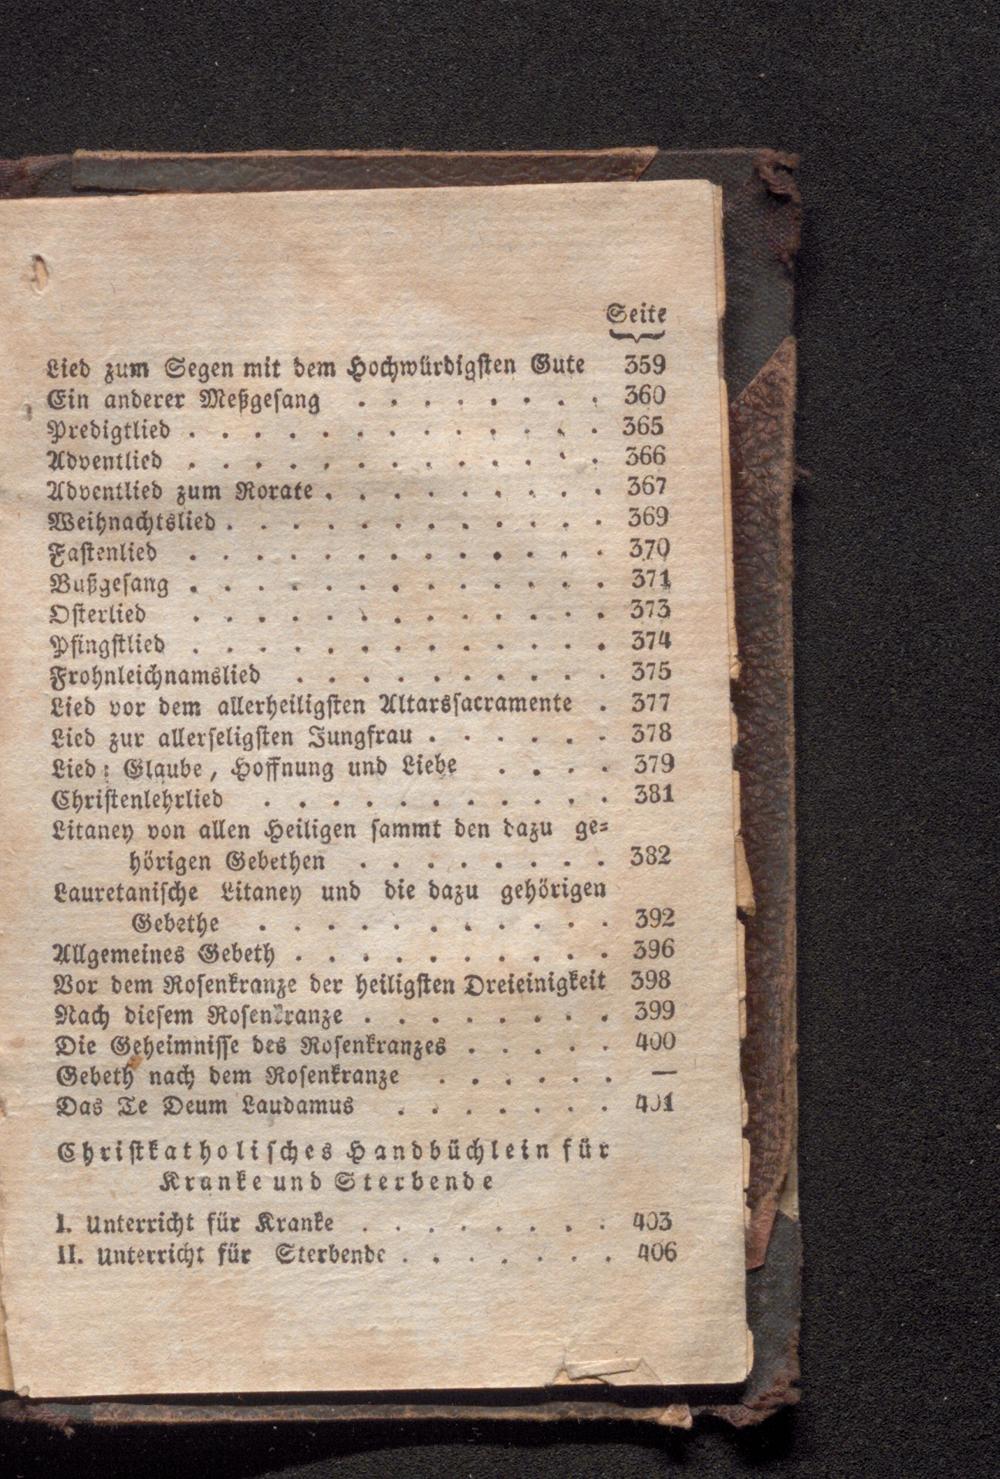 Seite
Lied zum Segen mit dem Hochwürdigsten Gute 359
Ein anderer Meßgesang . . . . . . . . 360
Predigtlied . . . . . . . . . . . . . 365
Adventlied . . . . . . . . . . . . . 366
Adventlied zum Rorate . . . . . . . . . 367
Weihnachtslied . . . . . . . . . . . . 369
Fastenlied . . . . . . . . . . . . . 370
Bußgesang . . . . . . . . . . . . . 371
Osterlied . . . . . . . . . . . . . 373
Pfingstlied . . . . . . . . . . . . . 374
Frohnleichnamslied . . . . . . . . . . 375
Lied vor dem allerheiligsten Altarssacramente . 377
Lied zur allerseligsten Jungfrau . . . . . . 378
Lied: Glaube, Hoffnung und Liebe . . . . 379
Christenlehrlied . . . . . . . . . . . 381
Litaney von allen Heiligen sammt den dazu ge=
hörigen Gebethen . . . . . . . . 382
Lauretanische Litaney und die dazu gehörigen
Gebethe . . . . . . . . . . . 392
Allgemeines Gebeth . . . . . . . . . . 396
Vor dem Rosenkranze der heiligsten Dreieinigkeit 398
Nach diesem Rosenkranze . . . . . . . . 399
Die Geheimnisse des Rosenkranzes . . . . . 400
Gebeth nach dem Rosenkranze . . . . . . —
Das Te Deum Laudamus . . . . . . . 401
Christkatholisches Handbüchlein für
Kranke und Sterbende
I. Unterricht für Kranke . . . . . . . . 403
II. Unterricht für Sterbende . . . . . . . 406